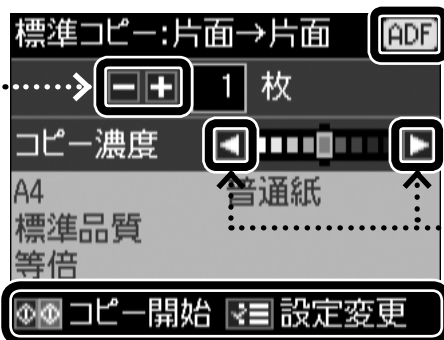 標準コピー:片面→片面 ADF
1 枚
コピー濃度
A4 普通紙
標準品質
等倍
コピー開始 設定変更